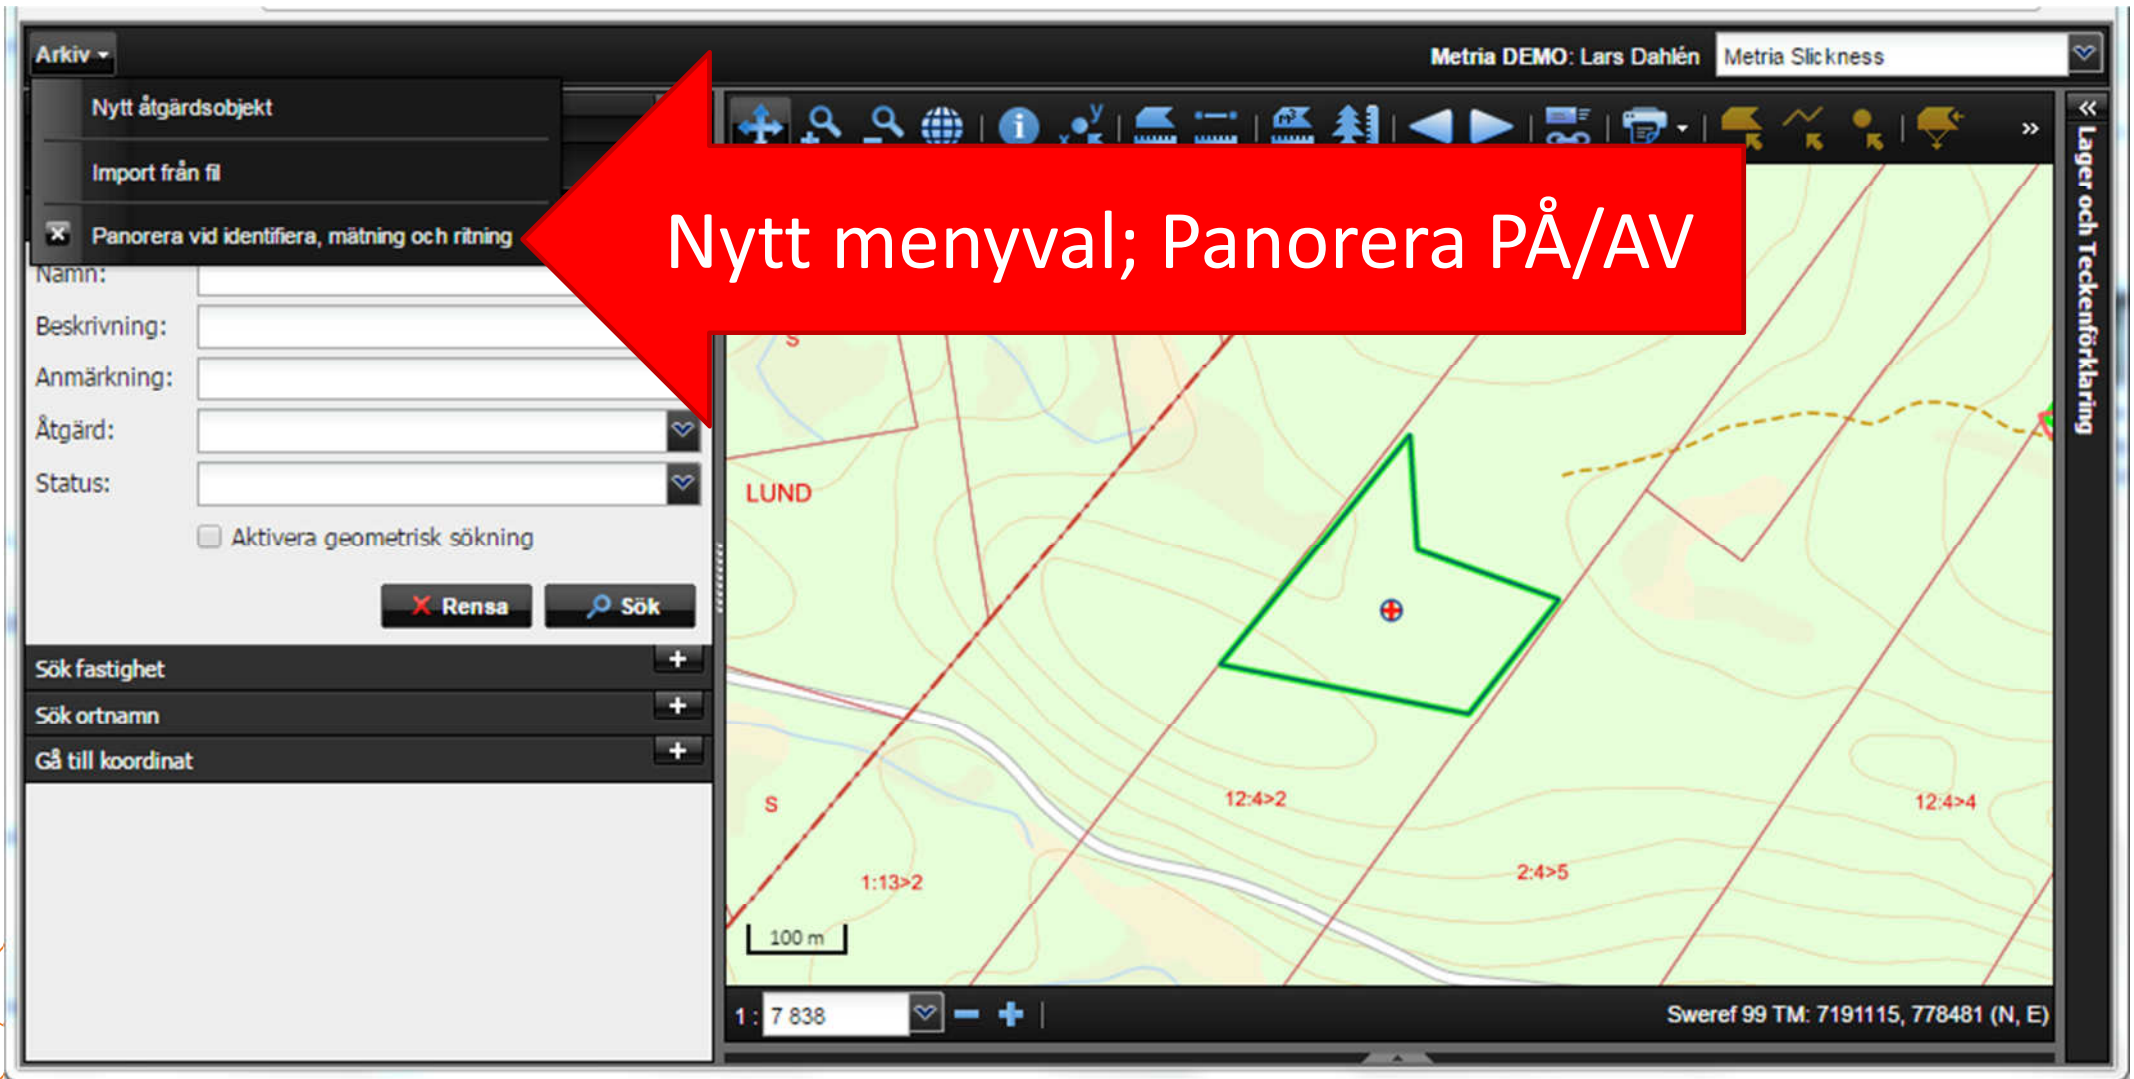 Arkiv
Metria DEMO: Lars Dahlén
Metria Slickness
Nytt åtgärdsobjekt
Import från fil
Panorera vid identifiera, mätning och ritning
Nytt menyval; Panorera PÅ/AV
Namn:
Beskrivning:
Anmärkning:
Åtgärd:
Status:
Aktivera geometrisk sökning
Rensa
Sök
Sök fastighet
Sök ortnamn
Gå till koordinat
x y
m³
»
«
Lager och Teckenförklaring
S
LUND
S
12:4>2
12:4>4
1:13>2
2:4>5
100 m
1 : 7 838
Sweref 99 TM: 7191115, 778481 (N, E)